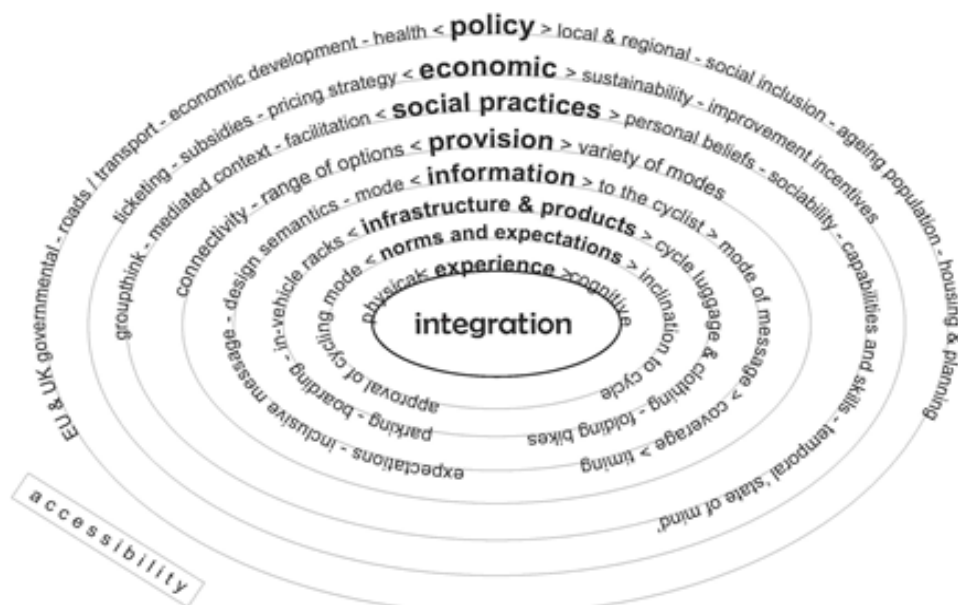 EU & UK governmental - roads / transport - economic development - health < policy > local & regional - social inclusion - ageing population - housing & planning
ticketing - subsidies - pricing strategy < economic > sustainability - improvement incentives
groupthink - mediated context - facilitation < social practices > personal beliefs - sociability - capabilities and skills - temporal 'state of mind'
connectivity - range of options < provision > variety of modes
expectations - inclusive message - design semantics - mode < information > to the cyclist > mode of message > coverage > timing
parking - boarding - in-vehicle racks < infrastructure & products > cycle luggage & clothing - folding bikes
approval of cycling mode < norms and expectations > inclination to cycle
physical< experience >cognitive
integration
accessibility